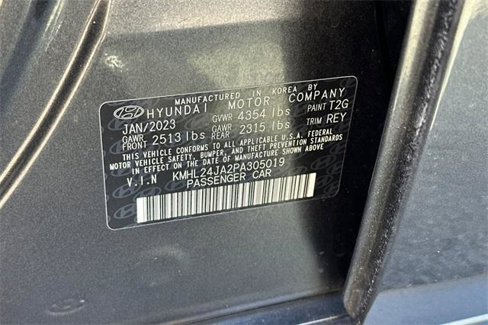 MANUFACTURED IN KOREA BY
HYUNDAI MOTOR COMPANY
JAN/2023 GVWR 4354 lbs PAINT T2G
GAWR FRONT 2513 lbs GAWR REAR 2315 lbs TRIM REY
THIS VEHICLE CONFORMS TO ALL APPLICABLE U.S.A. FEDERAL
MOTOR VEHICLE SAFETY, BUMPER, AND THEFT PREVENTION STANDARDS
IN EFFECT ON THE DATE OF MANUFACTURE SHOWN ABOVE.
V.I.N KMHL24JA2PA305019
PASSENGER CAR